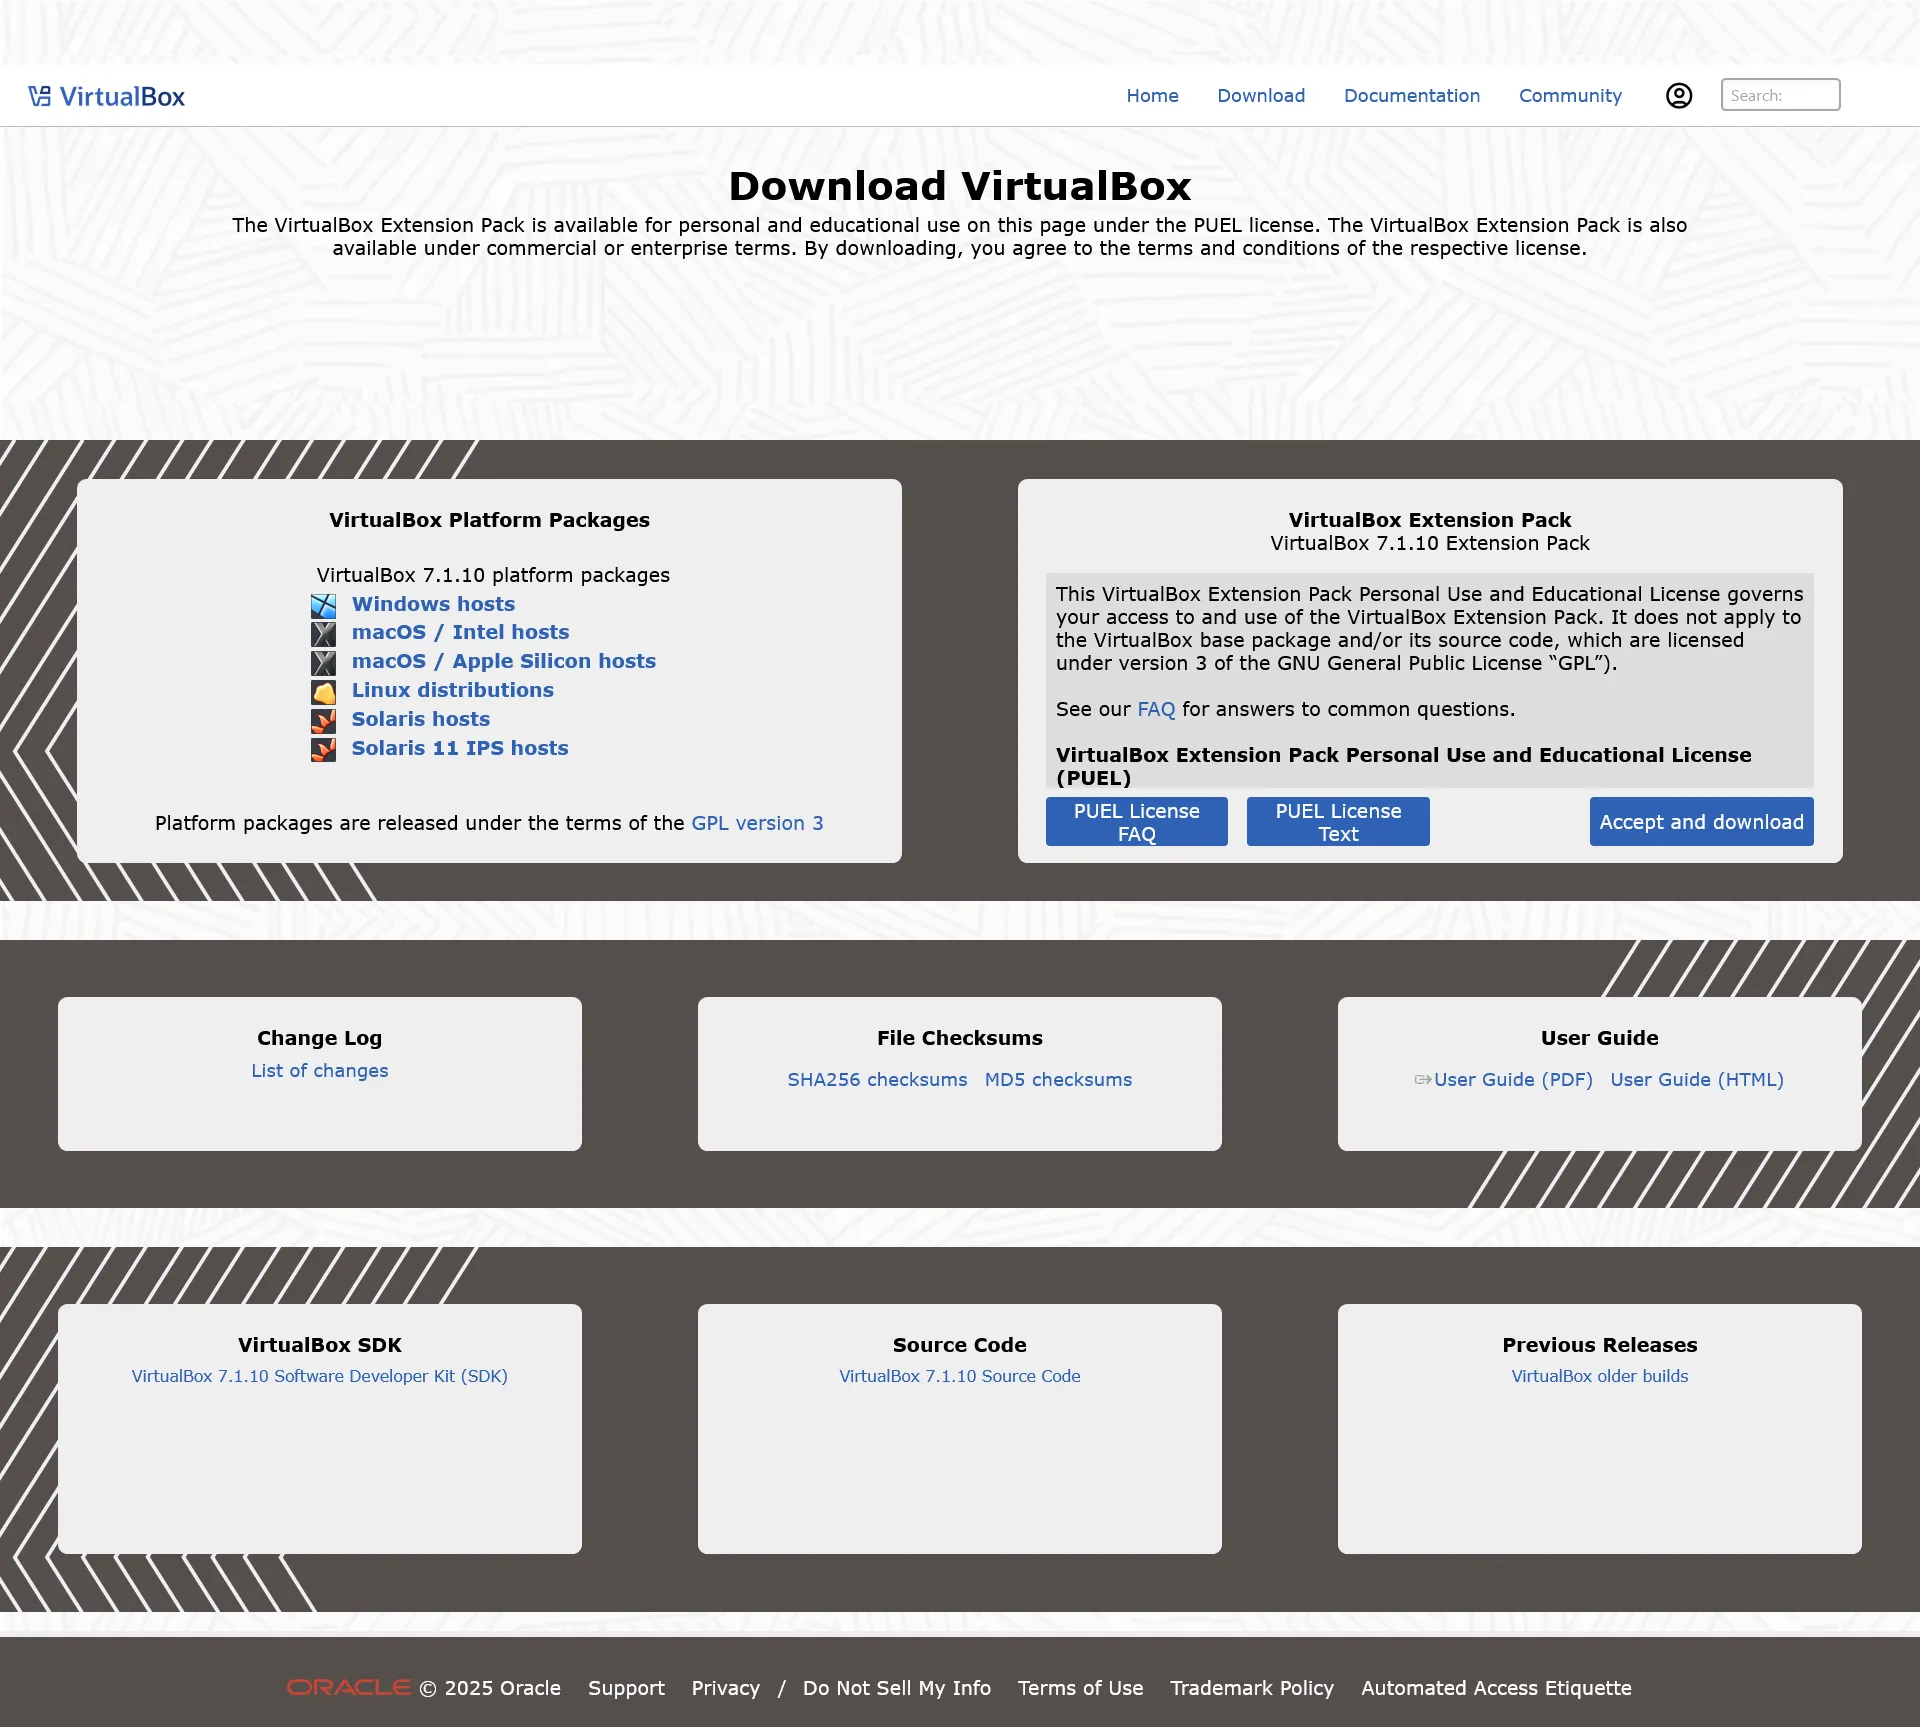 VirtualBox
Home
Download
Documentation
Community
Search:
Download VirtualBox
The VirtualBox Extension Pack is available for personal and educational use on this page under the PUEL license. The VirtualBox Extension Pack is also
available under commercial or enterprise terms. By downloading, you agree to the terms and conditions of the respective license.
VirtualBox Platform Packages
VirtualBox 7.1.10 platform packages
Windows hosts
macOS / Intel hosts
macOS / Apple Silicon hosts
Linux distributions
Solaris hosts
Solaris 11 IPS hosts
Platform packages are released under the terms of the GPL version 3
VirtualBox Extension Pack
VirtualBox 7.1.10 Extension Pack
This VirtualBox Extension Pack Personal Use and Educational License governs
your access to and use of the VirtualBox Extension Pack. It does not apply to
the VirtualBox base package and/or its source code, which are licensed
under version 3 of the GNU General Public License “GPL”).
See our FAQ for answers to common questions.
VirtualBox Extension Pack Personal Use and Educational License
(PUEL)
PUEL License
FAQ
PUEL License
Text
Accept and download
Change Log
List of changes
File Checksums
SHA256 checksums MD5 checksums
User Guide
User Guide (PDF) User Guide (HTML)
VirtualBox SDK
VirtualBox 7.1.10 Software Developer Kit (SDK)
Source Code
VirtualBox 7.1.10 Source Code
Previous Releases
VirtualBox older builds
ORACLE © 2025 Oracle Support Privacy / Do Not Sell My Info Terms of Use Trademark Policy Automated Access Etiquette